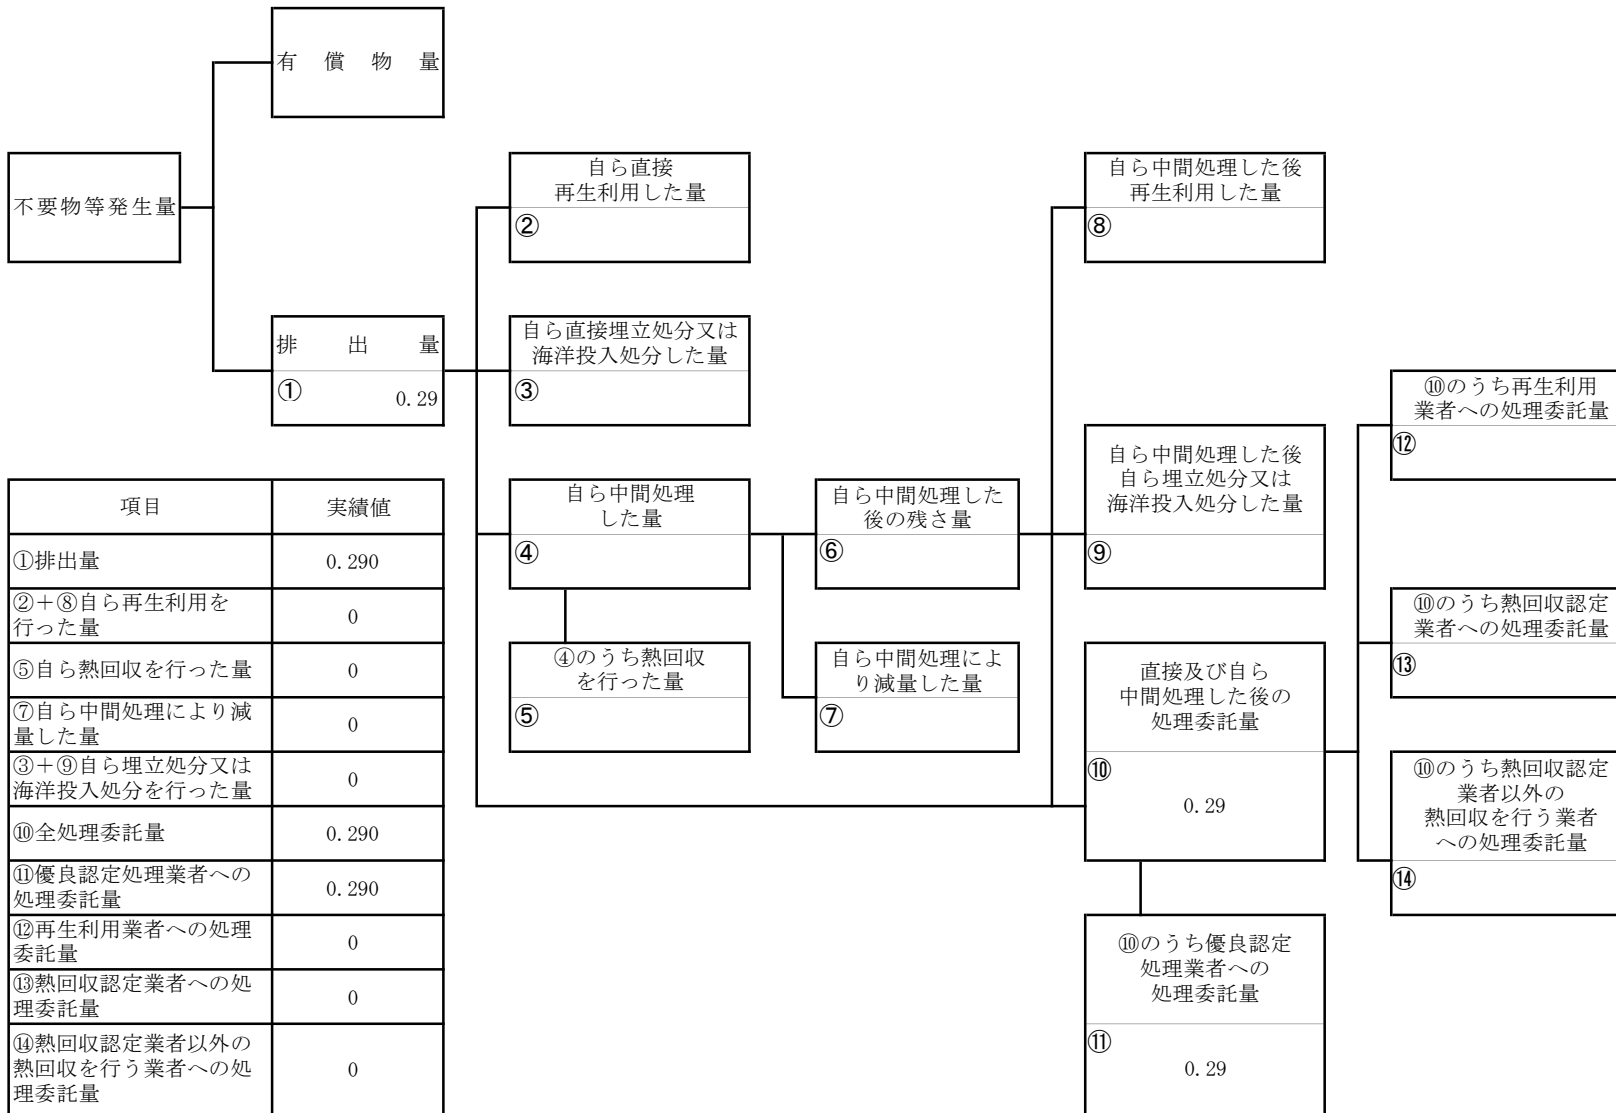 有償物量
不要物等発生量
排出量
①
0.29
自ら直接
再生利用した量
②
自ら直接埋立処分又は
海洋投入処分した量
③
自ら中間処理
した量
④
④のうち熱回収
を行った量
⑤
自ら中間処理した
後の残さ量
⑥
自ら中間処理によ
り減量した量
⑦
自ら中間処理した後
再生利用した量
⑧
自ら中間処理した後
自ら埋立処分又は
海洋投入処分した量
⑨
直接及び自ら
中間処理した後の
処理委託量
⑩
0.29
⑩のうち優良認定
処理業者への
処理委託量
⑪
0.29
⑩のうち再生利用
業者への処理委託量
⑫
⑩のうち熱回収認定
業者への処理委託量
⑬
⑩のうち熱回収認定
業者以外の
熱回収を行う業者
への処理委託量
⑭
項目 実績値
①排出量 0.290
②+⑧自ら再生利用を
行った量 0
⑤自ら熱回収を行った量 0
⑦自ら中間処理により減
量した量 0
③+⑨自ら埋立処分又は
海洋投入処分を行った量 0
⑩全処理委託量 0.290
⑪優良認定処理業者への
処理委託量 0.290
⑫再生利用業者への処理
委託量 0
⑬熱回収認定業者への処
理委託量 0
⑭熱回収認定業者以外の
熱回収を行う業者への処 0
理委託量